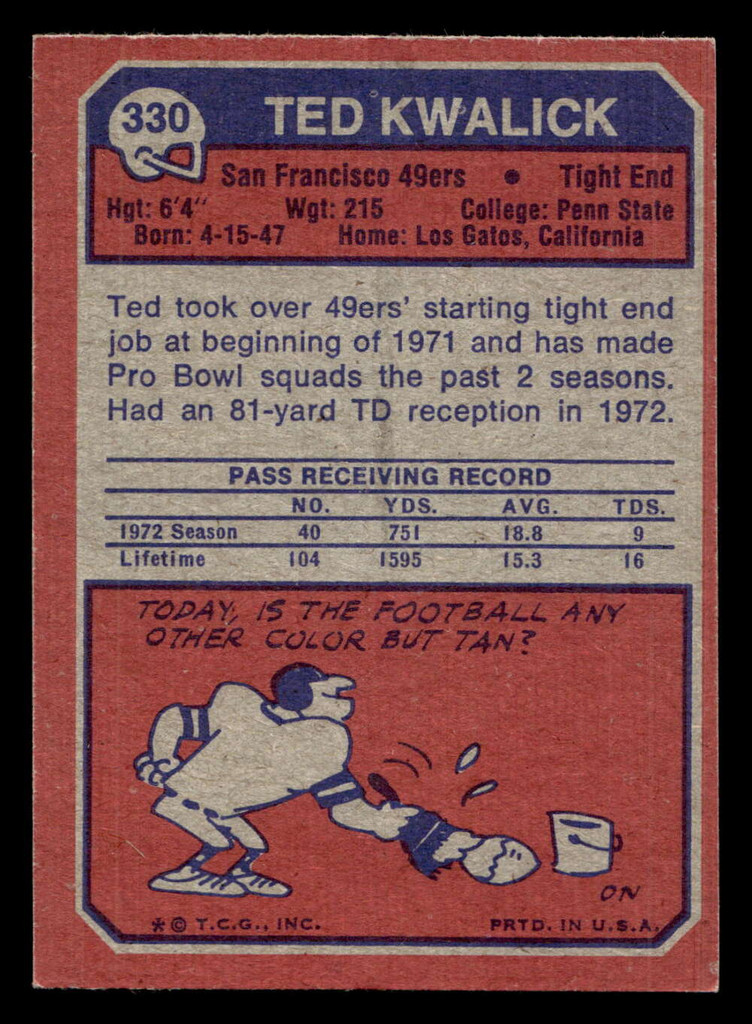 330 TED KWALICK
San Francisco 49ers • Tight End
Hgt: 6'4" Wgt: 215 College: Penn State
Born: 4-15-47 Home: Los Gatos, California
Ted took over 49ers' starting tight end
job at beginning of 1971 and has made
Pro Bowl squads the past 2 seasons.
Had an 81-yard TD reception in 1972.
PASS RECEIVING RECORD
NO. YDS. AVG. TDS.
1972 Season 40 751 18.8 9
Lifetime 104 1595 15.3 16
TODAY, IS THE FOOTBALL ANY
OTHER COLOR BUT TAN?
ON
* © T.C.G., INC. PRTD. IN U.S.A.